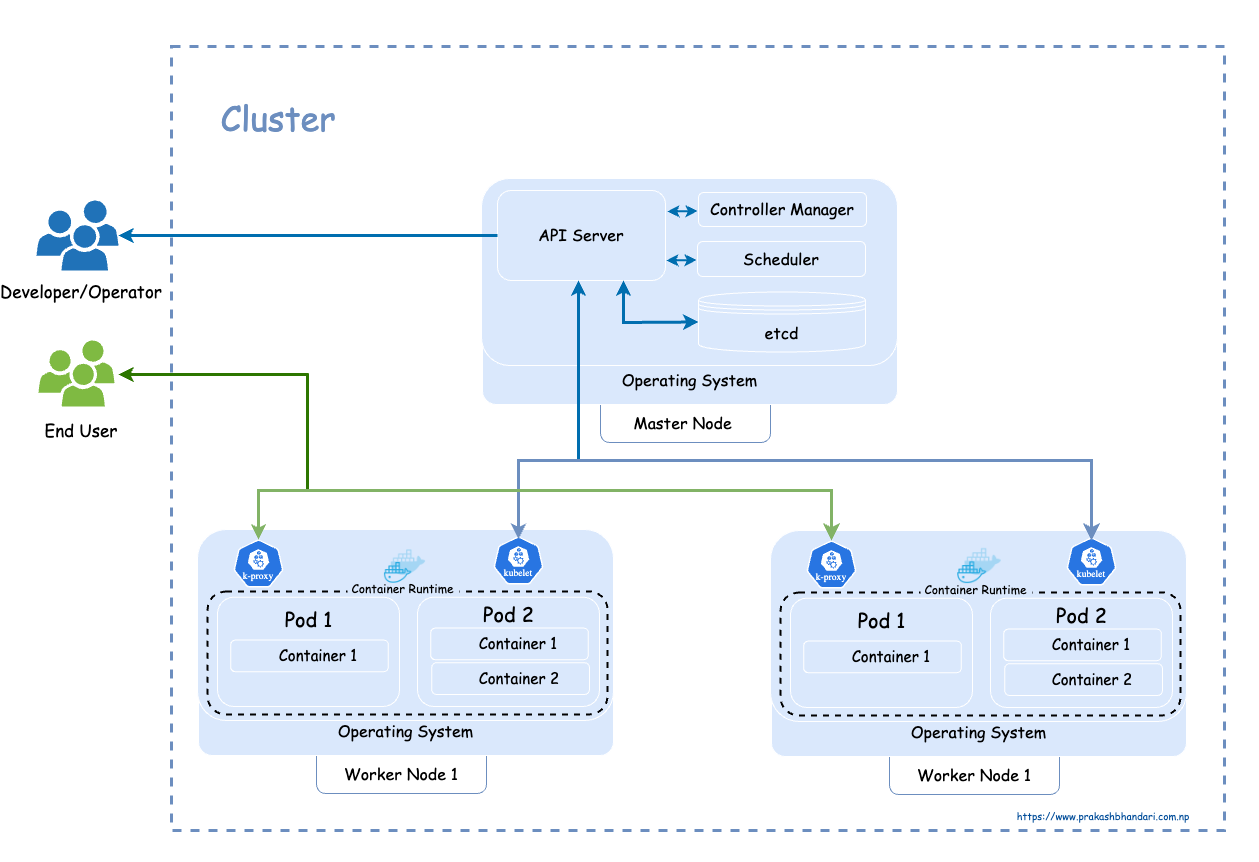 Cluster
API Server
Controller Manager
Scheduler
etcd
Operating System
Master Node
Developer/Operator
End User
k-proxy
kubelet
Container Runtime
Pod 1
Container 1
Pod 2
Container 1
Container 2
Operating System
Worker Node 1
k-proxy
kubelet
Container Runtime
Pod 1
Container 1
Pod 2
Container 1
Container 2
Operating System
Worker Node 1
https://www.prakashbhandari.com.np